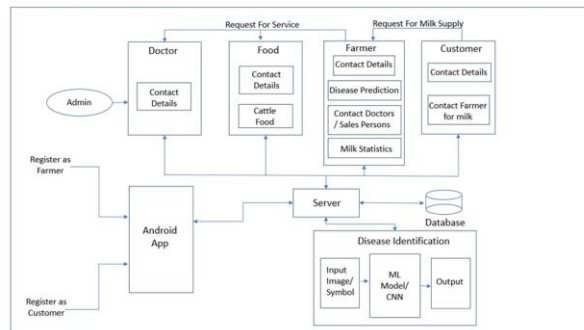 Request For Service
Request For Milk Supply
Doctor
Contact
Details
Food
Contact
Details
Cattle
Food
Farmer
Contact Details
Disease Prediction
Contact Doctors
/ Sales Persons
Milk Statistics
Customer
Contact Details
Contact Farmer
for milk
Admin
Register as
Farmer
Android
App
Register as
Customer
Server
Database
Disease Identification
Input
Image/
Symbol
ML
Model/
CNN
Output